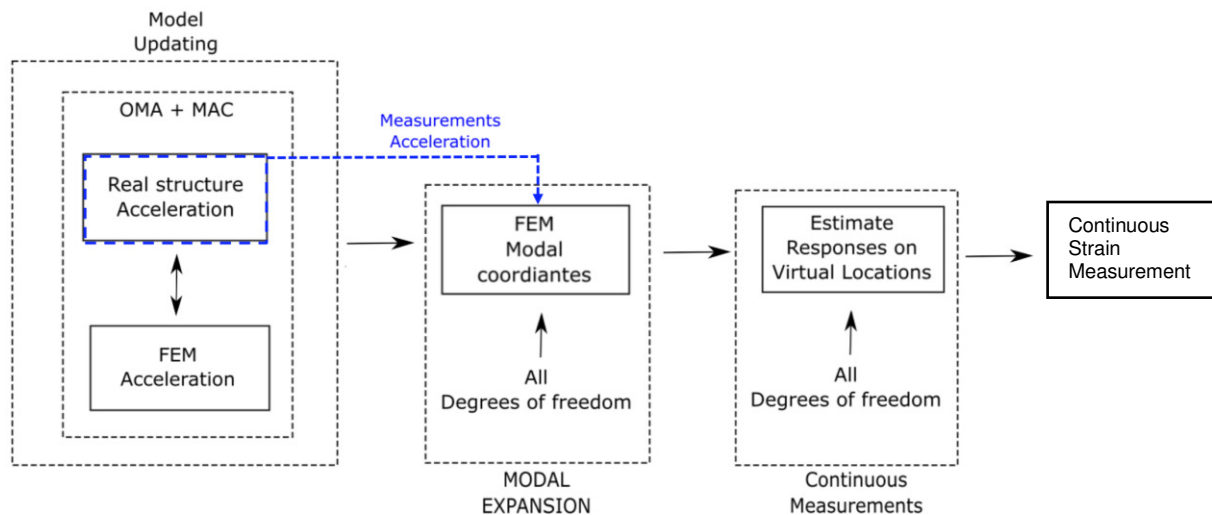 Model
Updating
OMA + MAC
Real structure
Acceleration
FEM
Acceleration
Measurements
Acceleration
FEM
Modal
coordiantes
All
Degrees of freedom
MODAL
EXPANSION
Estimate
Responses on
Virtual Locations
All
Degrees of freedom
Continuous
Measurements
Continuous
Strain
Measurement